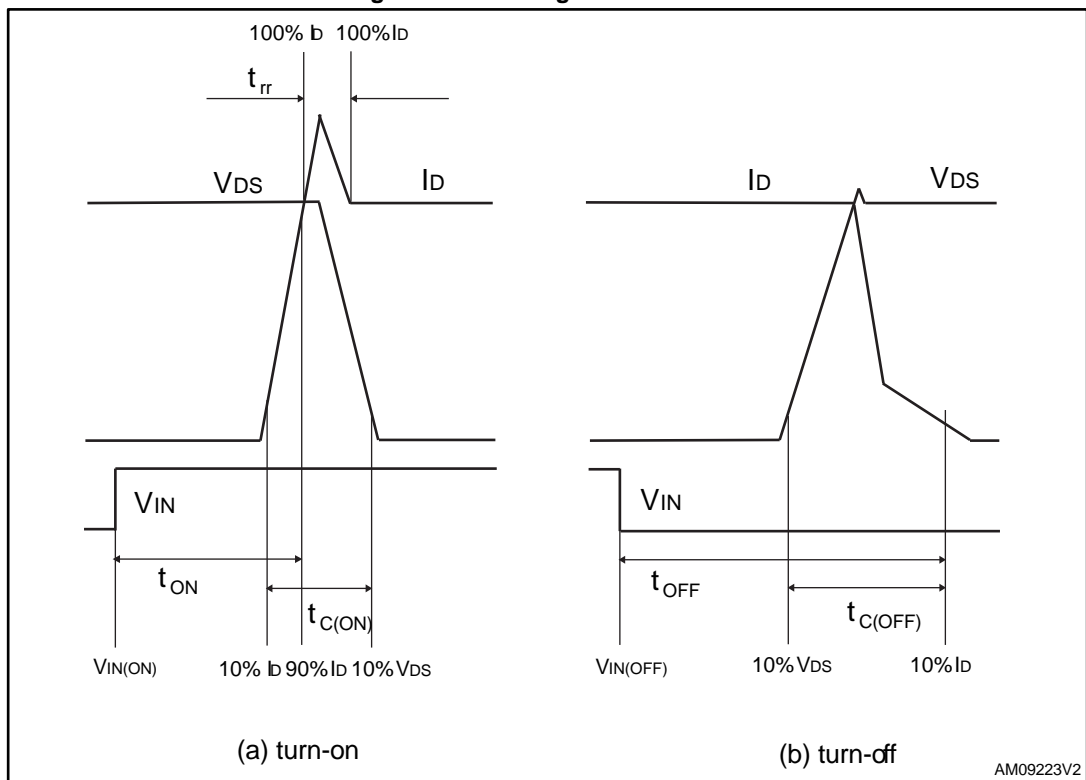 100% ID 100% ID
trr
VDS ID
VIN
tON
tC(ON)
VIN(ON) 10% ID 90% ID 10% VDS
(a) turn-on
ID VDS
VIN
tOFF
tC(OFF)
VIN(OFF) 10% VDS 10% ID
(b) turn-off
AM09223V2